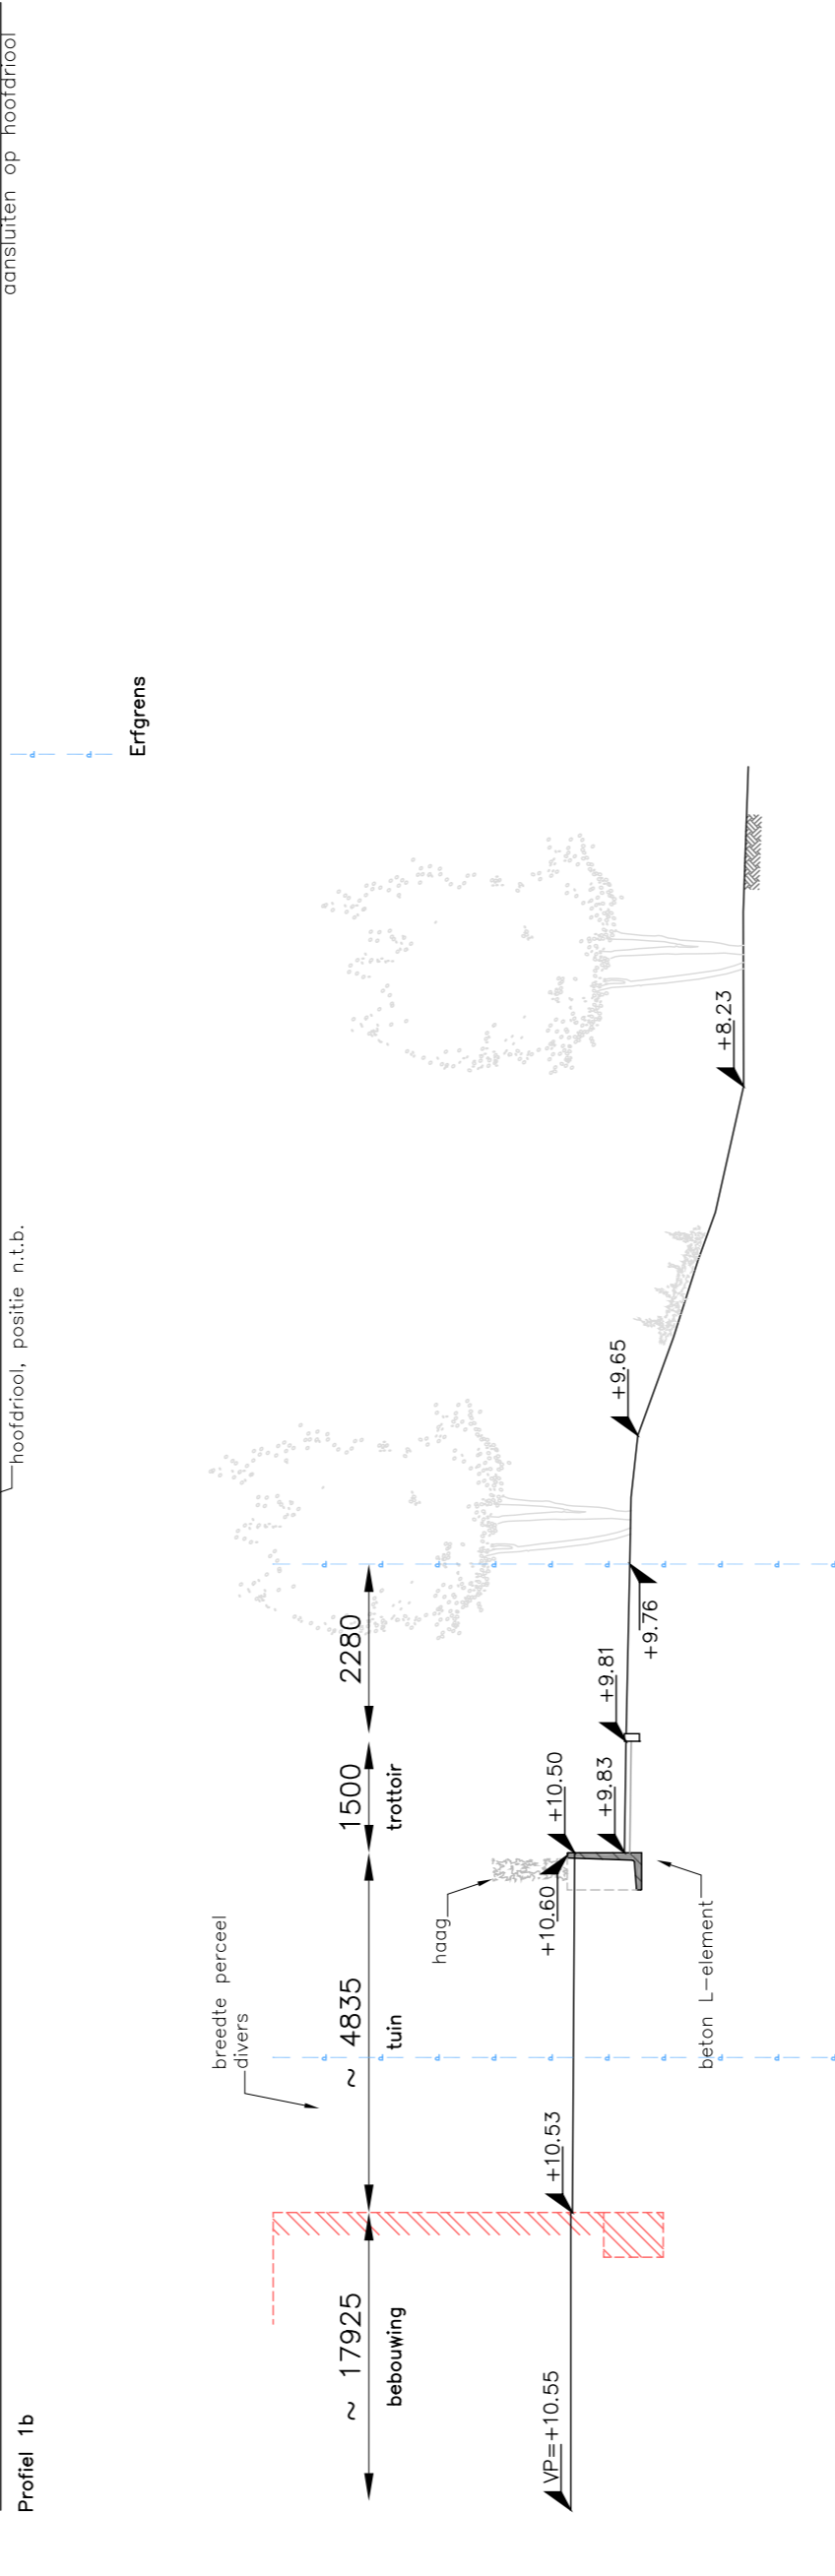 aansluiten op hoofdriool
hoofdriool, positie n.t.b.
Profiel 1b
Erfgrens
breedte perceel
divers
~ 17925
~ 4835
1500
2280
bebouwing
tuin
trottoir
haag
VP=+10.55
+10.53
+10.60
+10.50
+9.83
+9.81
+9.76
+9.65
+8.23
beton L-element